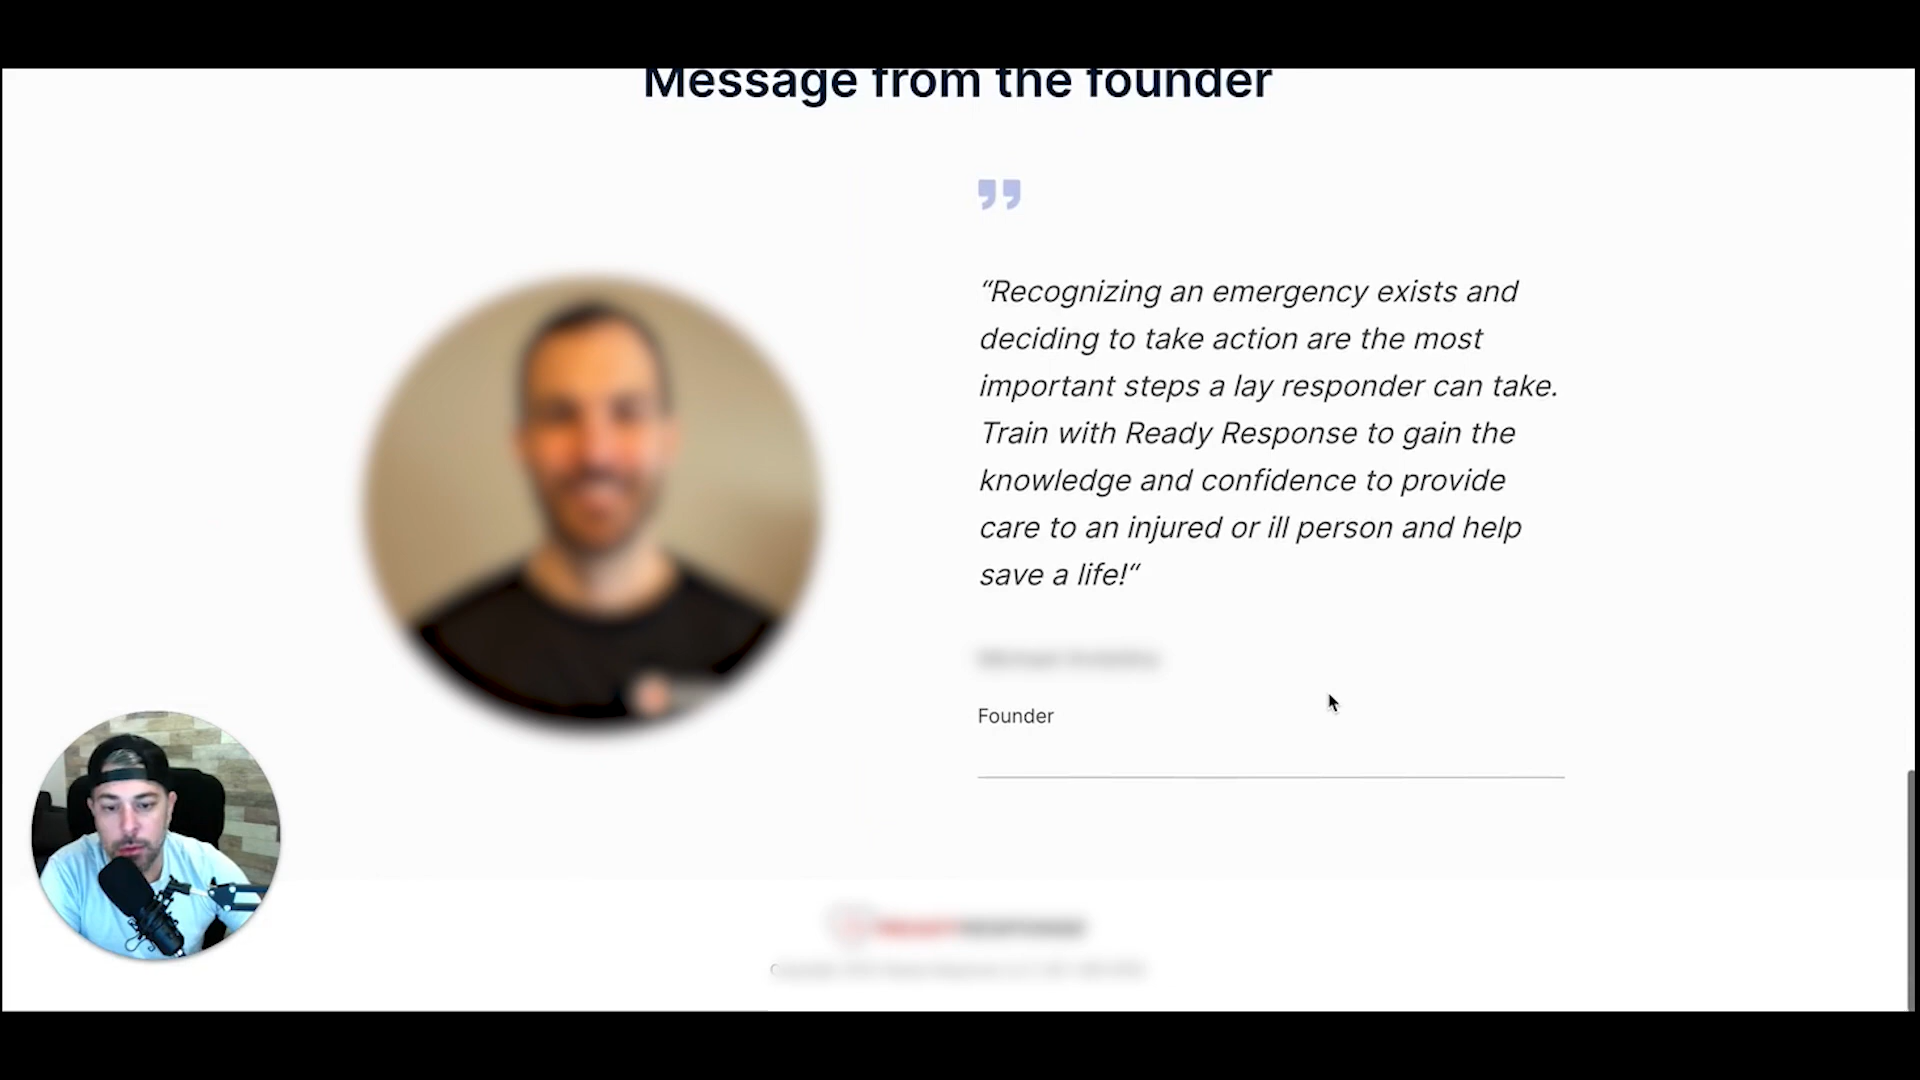 Message from the founder
”
“Recognizing an emergency exists and
deciding to take action are the most
important steps a lay responder can take.
Train with Ready Response to gain the
knowledge and confidence to provide
care to an injured or ill person and help
save a life!“
Founder